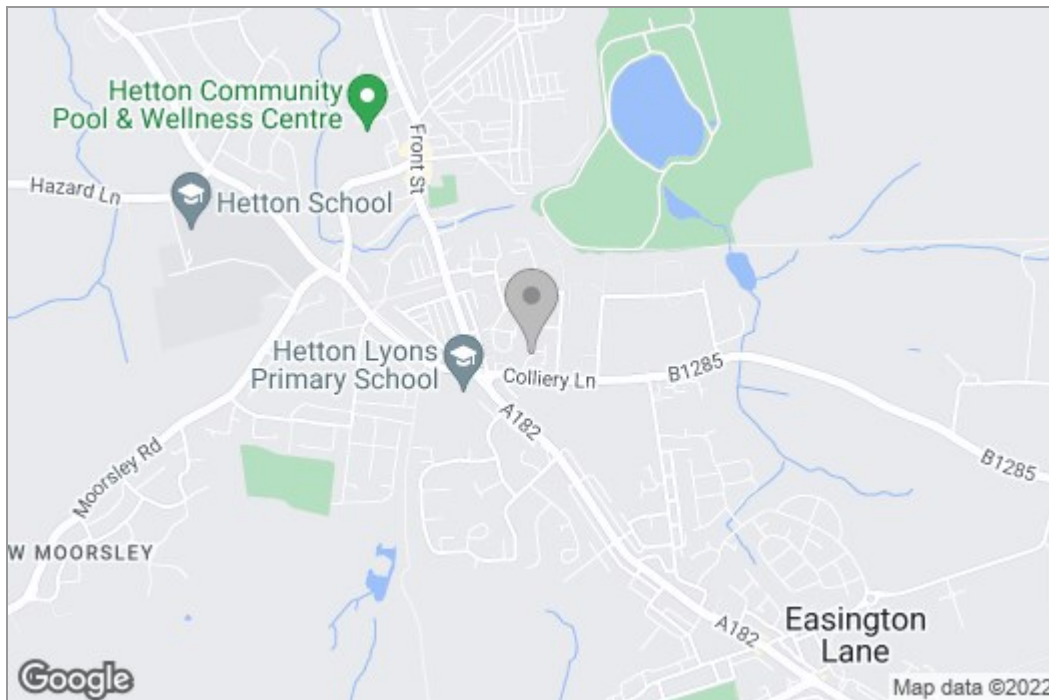 Hetton Community
Pool & Wellness Centre
Front St
Hazard Ln
Hetton School
Hetton Lyons
Primary School
Colliery Ln
B1285
A182
Moorsley Rd
B1285
W MOORSLEY
Easington
Lane
A182
Google
Map data ©2022